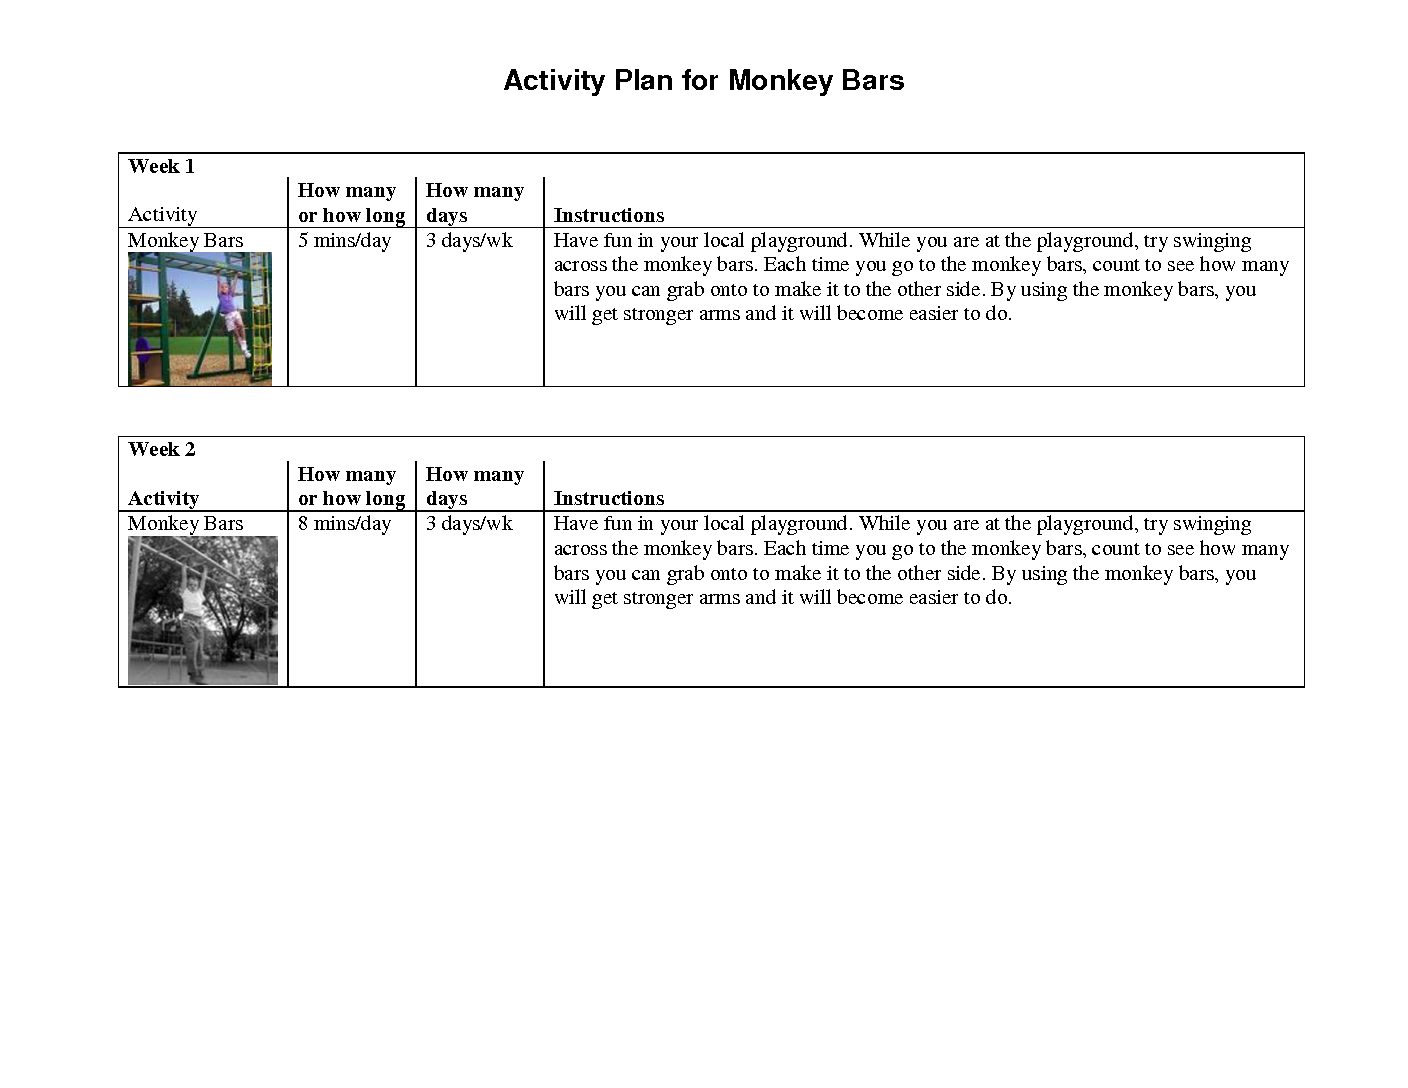 Activity Plan for Monkey Bars
Week 1
Activity
How many
or how long
How many
days
Instructions
Monkey Bars
5 mins/day
3 days/wk
Have fun in your local playground. While you are at the playground, try swinging
across the monkey bars. Each time you go to the monkey bars, count to see how many
bars you can grab onto to make it to the other side. By using the monkey bars, you
will get stronger arms and it will become easier to do.
Week 2
Activity
How many
or how long
How many
days
Instructions
Monkey Bars
8 mins/day
3 days/wk
Have fun in your local playground. While you are at the playground, try swinging
across the monkey bars. Each time you go to the monkey bars, count to see how many
bars you can grab onto to make it to the other side. By using the monkey bars, you
will get stronger arms and it will become easier to do.